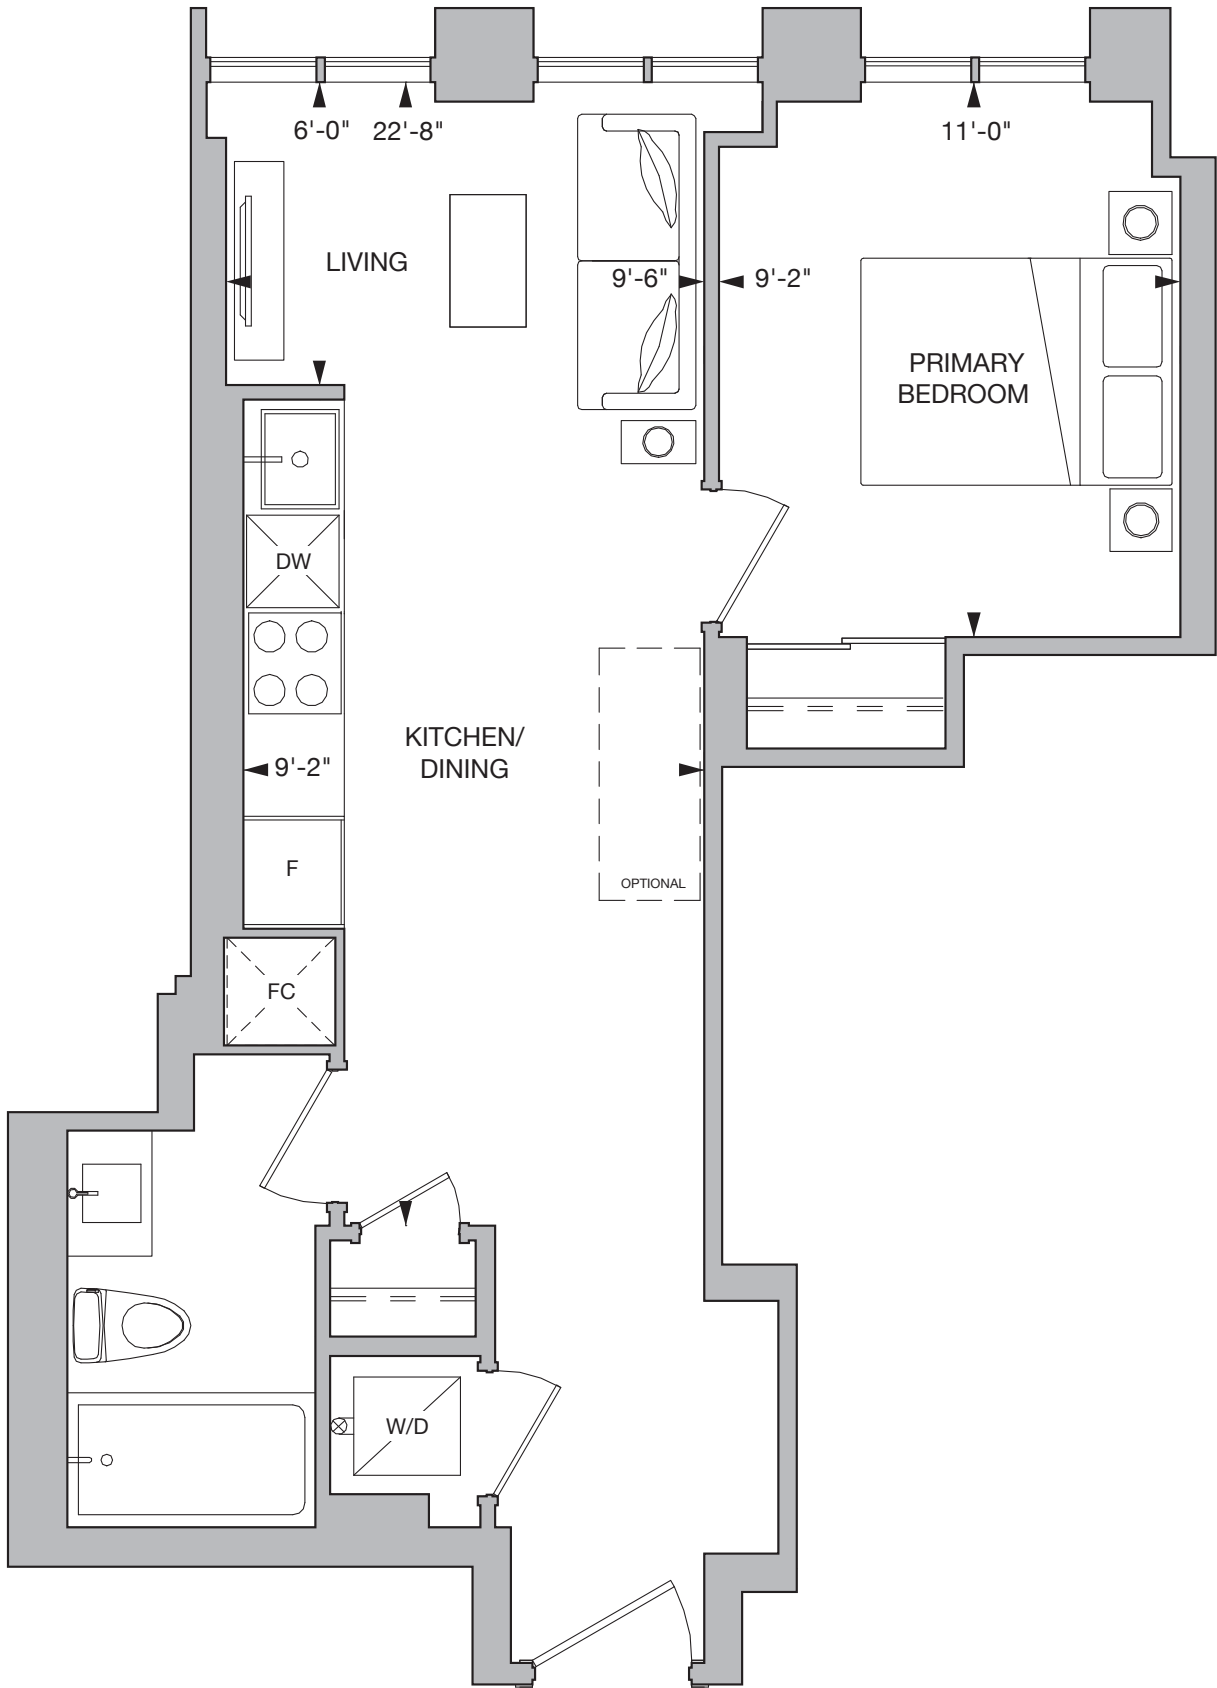 6'-0" 22'-8"
11'-0"
LIVING
9'-6"
9'-2"
PRIMARY
BEDROOM
DW
KITCHEN/
DINING
9'-2"
F
OPTIONAL
FC
W/D